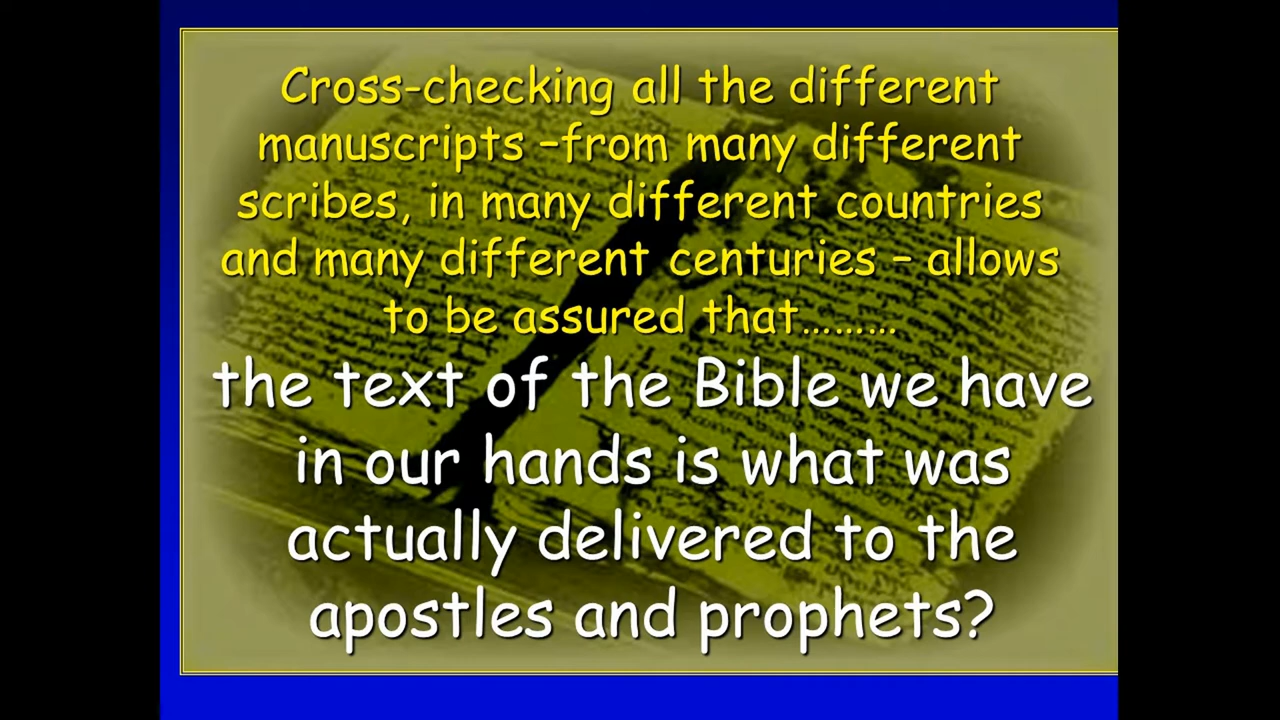 Cross-checking all the different
manuscripts –from many different
scribes, in many different countries
and many different centuries – allows
to be assured that………
the text of the Bible we have
in our hands is what was
actually delivered to the
apostles and prophets?